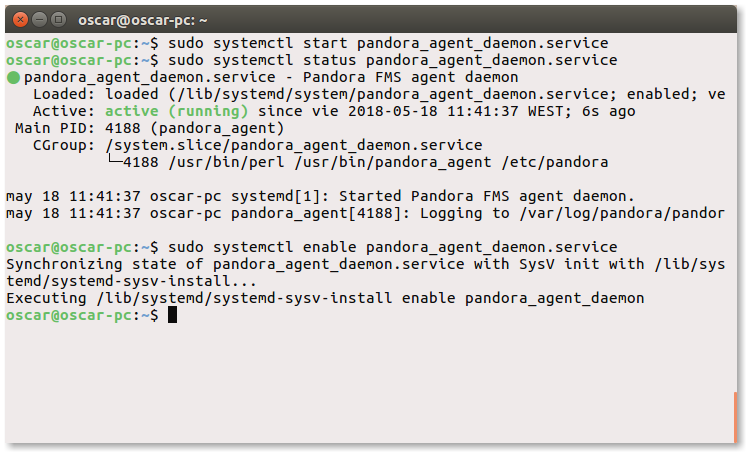 oscar@oscar-pc: ~
oscar@oscar-pc:~$ sudo systemctl start pandora_agent_daemon.service
oscar@oscar-pc:~$ sudo systemctl status pandora_agent_daemon.service
● pandora_agent_daemon.service - Pandora FMS agent daemon
   Loaded: loaded (/lib/systemd/system/pandora_agent_daemon.service; enabled; ve
   Active: active (running) since vie 2018-05-18 11:41:37 WEST; 6s ago
 Main PID: 4188 (pandora_agent)
   CGroup: /system.slice/pandora_agent_daemon.service
           └─4188 /usr/bin/perl /usr/bin/pandora_agent /etc/pandora
may 18 11:41:37 oscar-pc systemd[1]: Started Pandora FMS agent daemon.
may 18 11:41:37 oscar-pc pandora_agent[4188]: Logging to /var/log/pandora/pandor
oscar@oscar-pc:~$ sudo systemctl enable pandora_agent_daemon.service
Synchronizing state of pandora_agent_daemon.service with SysV init with /lib/sys
temd/systemd-sysv-install...
Executing /lib/systemd/systemd-sysv-install enable pandora_agent_daemon
oscar@oscar-pc:~$